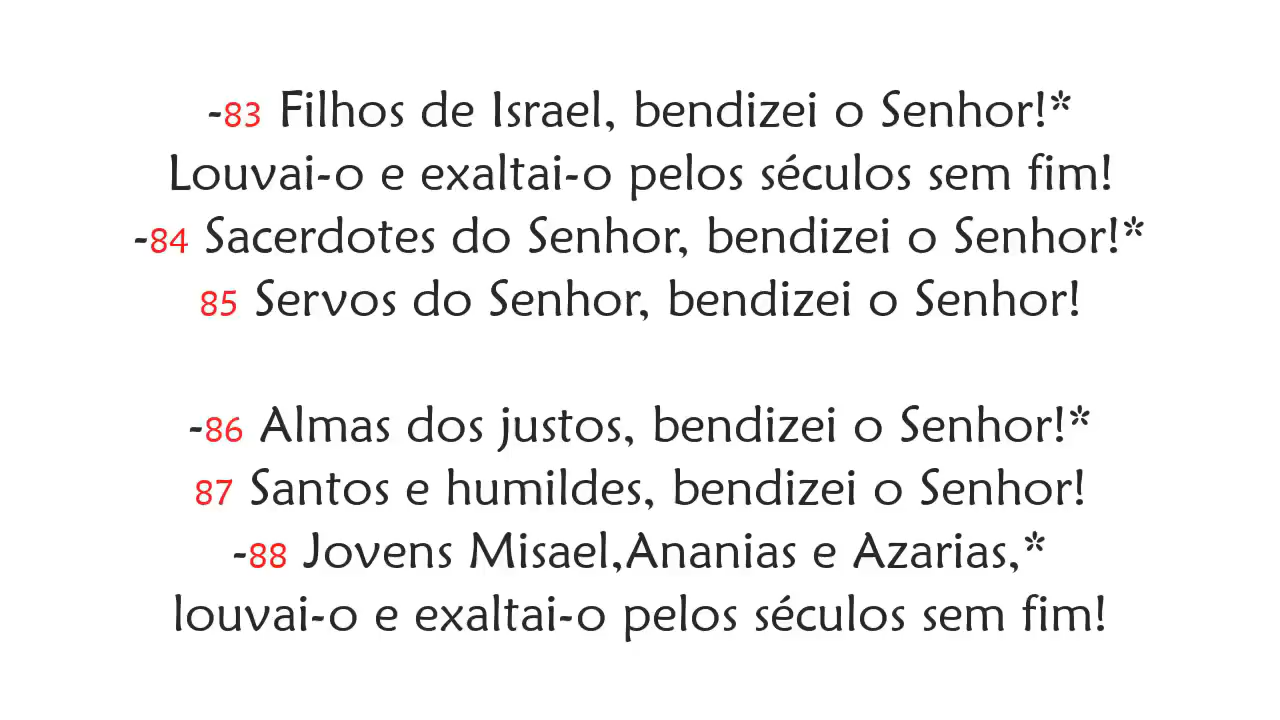 -83 Filhos de Israel, bendizei o Senhor!*
Louvai-o e exaltai-o pelos séculos sem fim!
-84 Sacerdotes do Senhor, bendizei o Senhor!*
85 Servos do Senhor, bendizei o Senhor!
-86 Almas dos justos, bendizei o Senhor!*
87 Santos e humildes, bendizei o Senhor!
-88 Jovens Misael,Ananias e Azarias,*
louvai-o e exaltai-o pelos séculos sem fim!